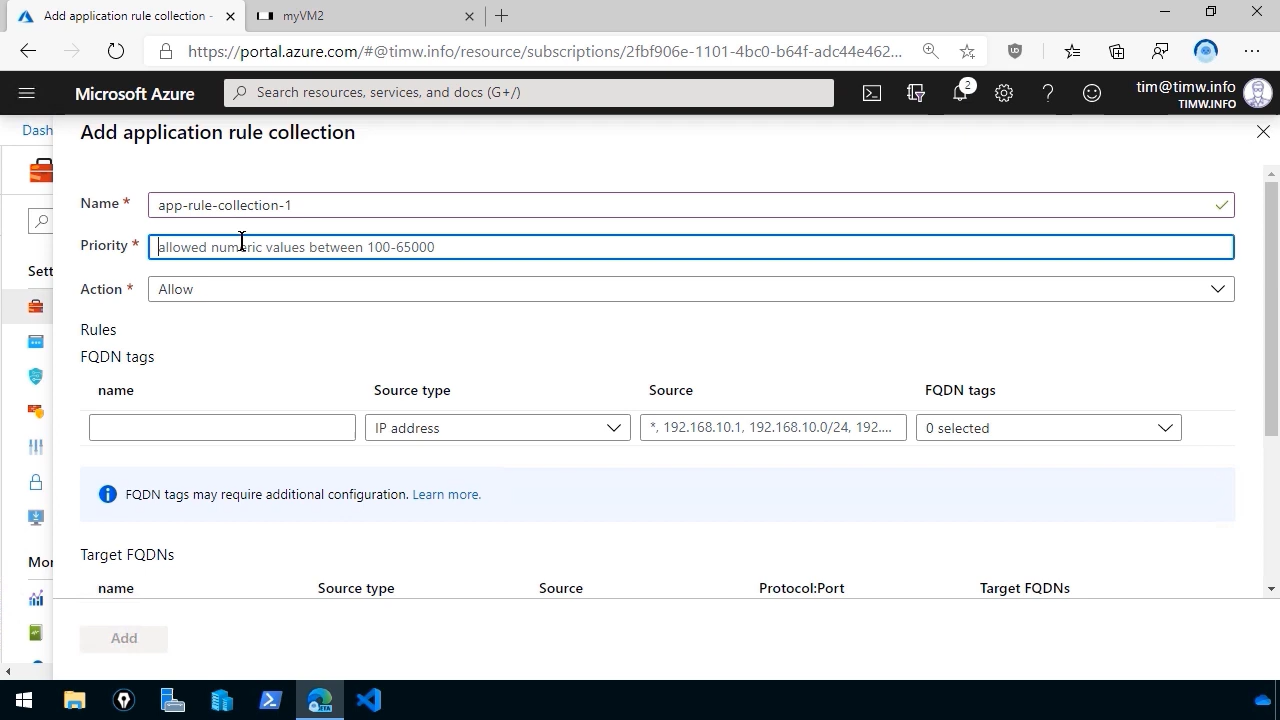 Add application rule collection -
myVM2
https://portal.azure.com/#@timw.info/resource/subscriptions/2fbf906e-1101-4bc0-b64f-adc44e462...
Microsoft Azure
Search resources, services, and docs (G+/)
2
tim@timw.info
TIMW.INFO
Dash
Add application rule collection
Name *
app-rule-collection-1
Priority *
allowed numeric values between 100-65000
Action *
Allow
Sett
Rules
FQDN tags
name Source type Source FQDN tags
IP address *, 192.168.10.1, 192.168.10.0/24, 192.... 0 selected
FQDN tags may require additional configuration. Learn more.
Target FQDNs
Mor
name Source type Source Protocol:Port Target FQDNs
Add